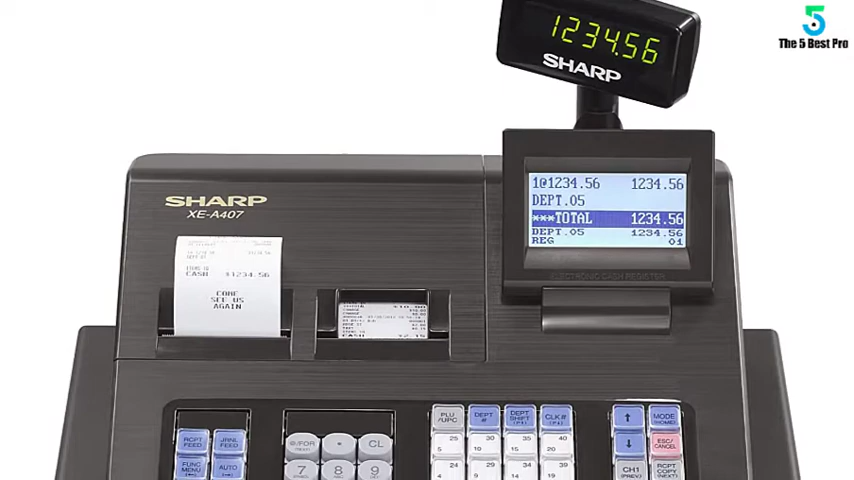 5
The 5 Best Pro
1234.56
SHARP
1@1234.56 1234.56
DEPT.05
***TOTAL 1234.56
DEPT.05 1234.56
REG 01
ELECTRONIC CASH REGISTER
SHARP
XE-A407
CASH $1234.56
COME
SEE US
AGAIN
CASH
RCPT FEED
JRNL FEED
FUNC MENU
AUTO
@/FOR
•
CL
7
8
9
PLU /UPC
DEPT #
DEPT SHIFT
CLK#
25
30
35
40
24
29
34
39
↑
MODE
↓
ESC/ CANCEL
CH1
RCPT COPY